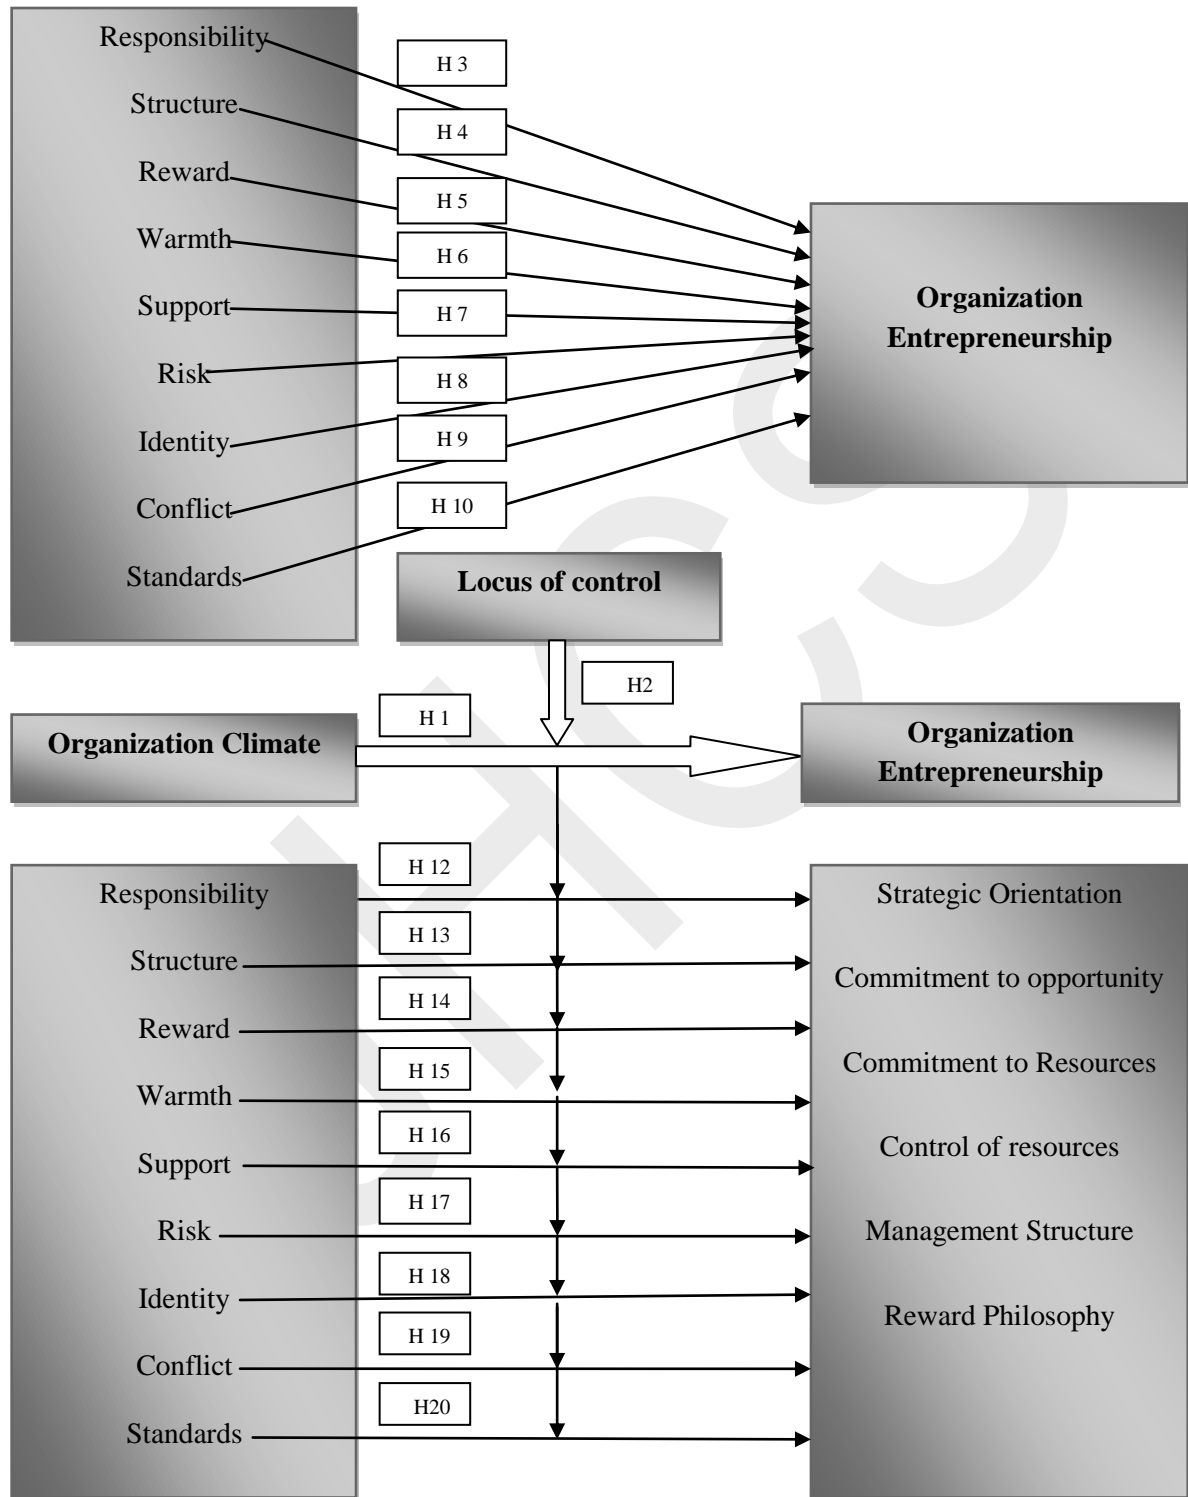 Responsibility
H 3
Structure
H 4
Reward
H 5
Warmth
H 6
Support
H 7
Risk
H 8
Identity
H 9
Conflict
H 10
Standards
Organization
Entrepreneurship
Locus of control
H2
H 1
Organization Climate
Organization
Entrepreneurship
H 12
Responsibility
H 13
Structure
H 14
Reward
H 15
Warmth
H 16
Support
H 17
Risk
H 18
Identity
H 19
Conflict
H20
Standards
Strategic Orientation
Commitment to opportunity
Commitment to Resources
Control of resources
Management Structure
Reward Philosophy